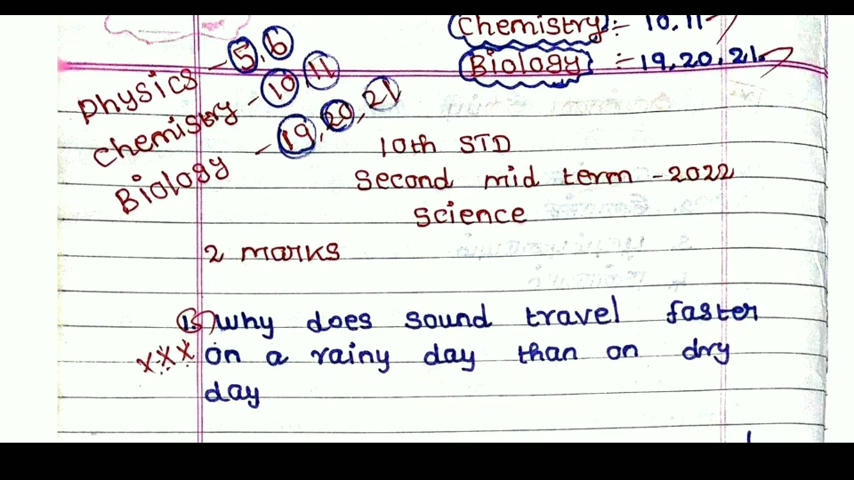 Chemistry :- 10,11
Biology :- 19,20,21.
Physics - 5,6
Chemistry - 10,11
Biology - 19,20,21
10th STD
Second mid term -2022
Science
2 marks
1. Why does sound travel faster
xxx on a rainy day than on dry
day